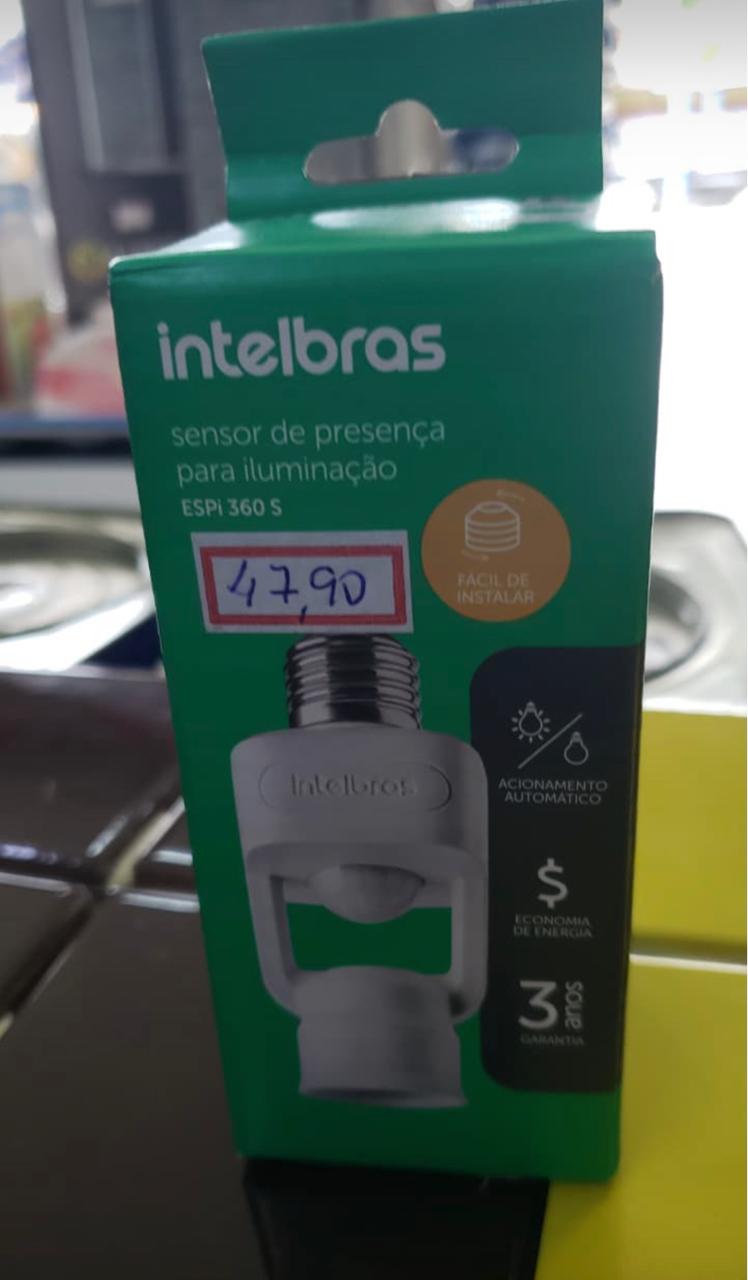 intelbras
sensor de presença
para iluminação
ESPi 360 S
47,90
FÁCIL DE
INSTALAR
intelbras
ACIONAMENTO
AUTOMÁTICO
$
ECONOMIA
DE ENERGIA
3 anos
GARANTIA